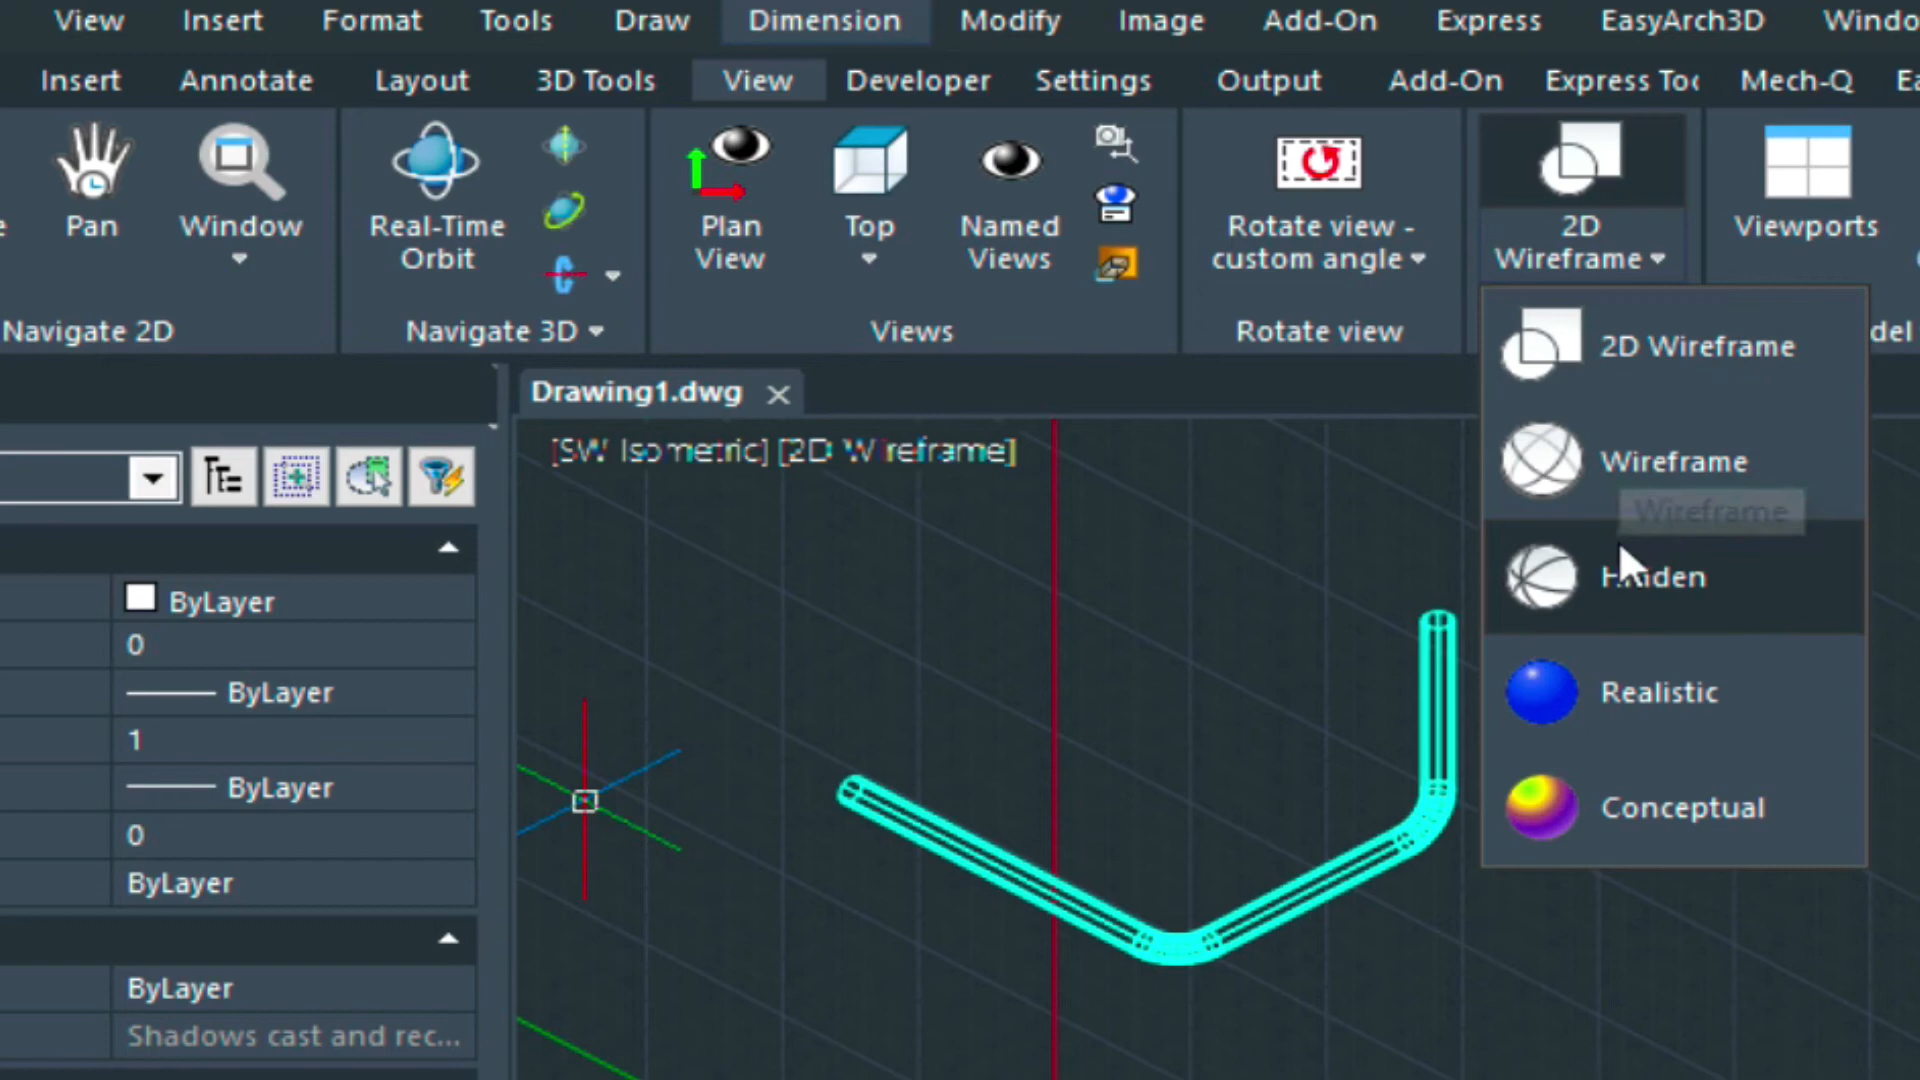 View Insert Format Tools Draw Dimension Modify Image Add-On Express EasyArch3D
Insert Annotate Layout 3D Tools View Developer Settings Output Add-On Express Mech-Q
Pan
Window
Real-Time
Orbit
Plan
View
Top
Named
Views
Rotate view -
custom angle
2D
Wireframe
Viewports
Navigate 2D
Navigate 3D
Views
Rotate view
2D Wireframe
Wireframe
Wireframe
Hidden
Realistic
Conceptual
Drawing1.dwg
[SW Isometric] [2D Wireframe]
ByLayer
0
ByLayer
1
ByLayer
0
ByLayer
ByLayer
Shadows cast and rec...